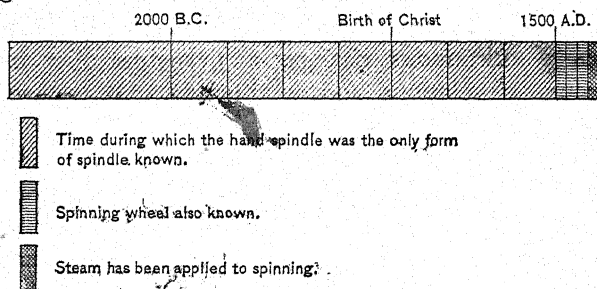 2000 B.C. Birth of Christ 1500 A.D.
Time during which the hand spindle was the only form
of spindle known.
Spinning wheel also known.
Steam has been applied to spinning.